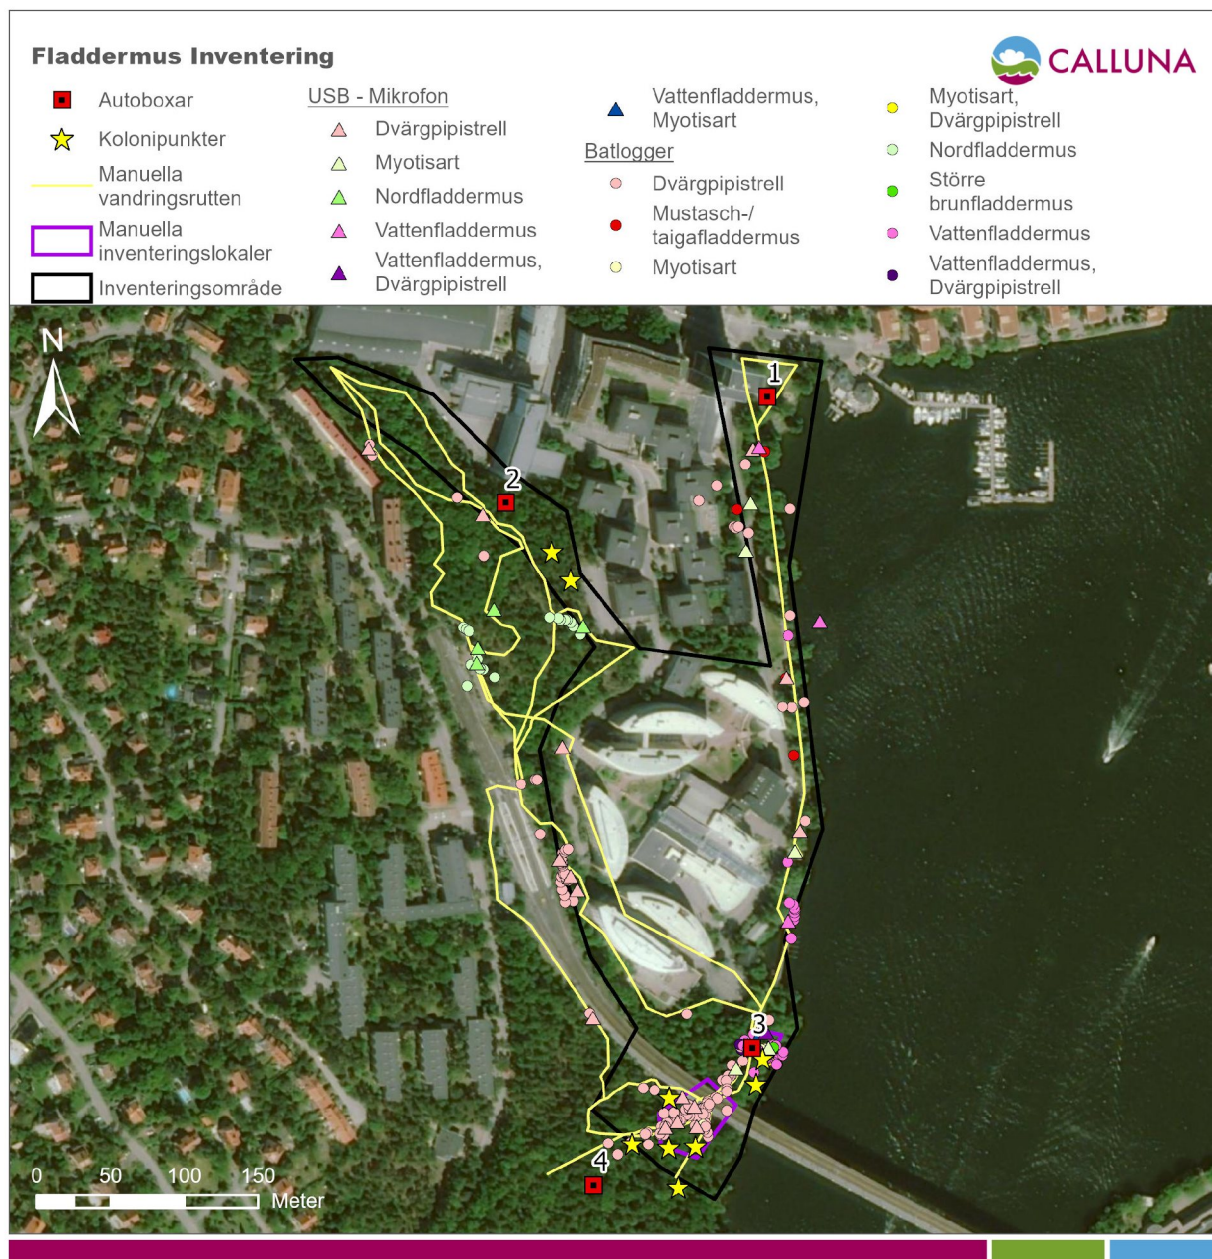 Fladdermus Inventering
CALLUNA
Autoboxar
Kolonipunkter
Manuella
vandringsrutten
Manuella
inventeringslokaler
Inventeringsområde
USB - Mikrofon
Dvärgpipistrell
Myotisart
Nordfladdermus
Vattenfladdermus
Vattenfladdermus,
Dvärgpipistrell
Vattenfladdermus,
Myotisart
Batlogger
Dvärgpipistrell
Mustasch-/
taigafladdermus
Myotisart
Myotisart,
Dvärgpipistrell
Nordfladdermus
Större
brunfladdermus
Vattenfladdermus
Vattenfladdermus,
Dvärgpipistrell
N
1
2
3
4
0 50 100 150
Meter